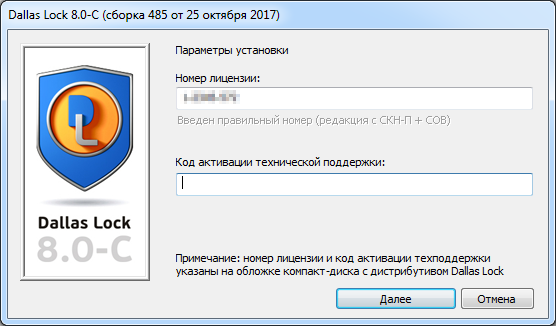 Dallas Lock 8.0-C (сборка 485 от 25 октября 2017)
Параметры установки
Номер лицензии:
Введен правильный номер (редакция с СКН-П + СОВ)
Код активации технической поддержки:
DL
Dallas Lock
8.0-C
Примечание: номер лицензии и код активации техподдержки
указаны на обложке компакт-диска с дистрибутивом Dallas Lock
Далее
Отмена